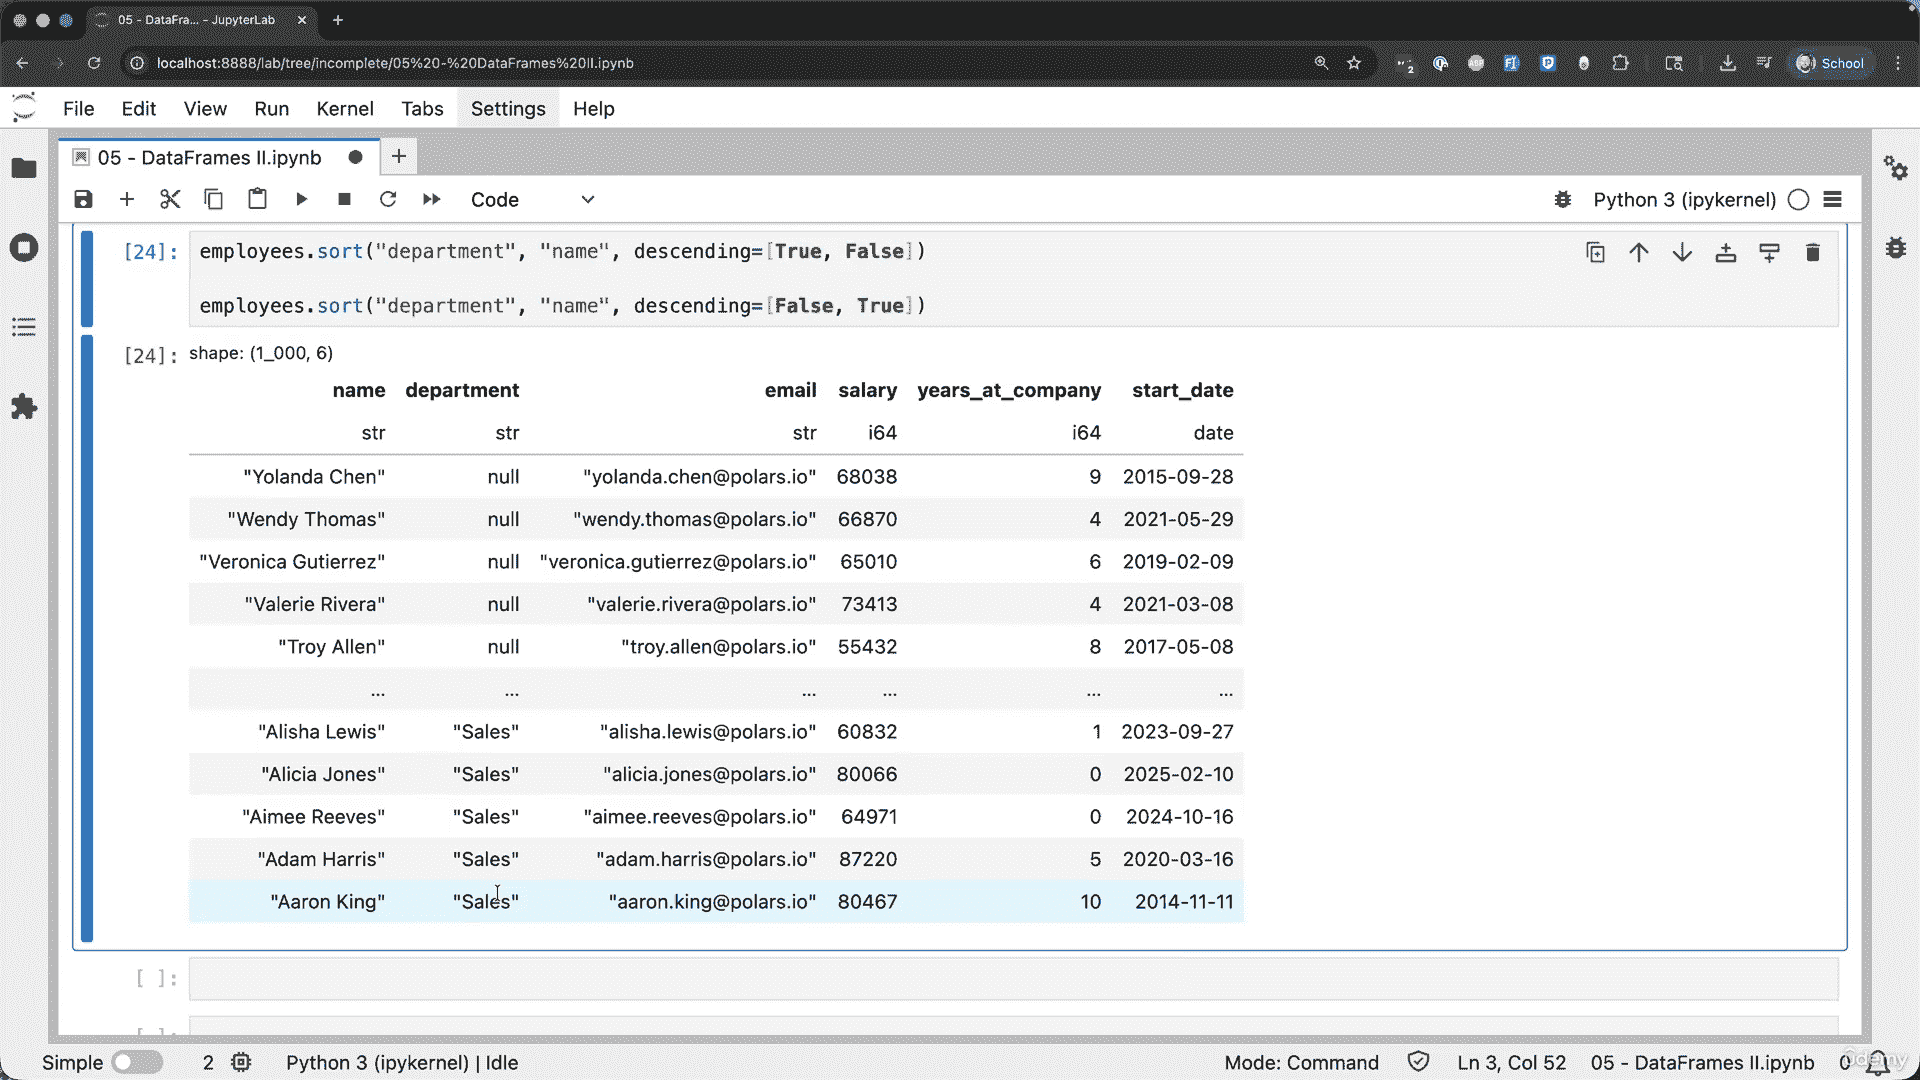 05 - DataFra... - JupyterLab
localhost:8888/lab/tree/incomplete/05%20-%20DataFrames%20II.ipynb
2
ABP
School
File Edit View Run Kernel Tabs Settings Help
05 - DataFrames II.ipynb
Code
Python 3 (ipykernel)
[24]: employees.sort("department", "name", descending=[True, False])
employees.sort("department", "name", descending=[False, True])
[24]: shape: (1_000, 6)
name department email salary years_at_company start_date
str str str i64 i64 date
"Yolanda Chen" null "yolanda.chen@polars.io" 68038 9 2015-09-28
"Wendy Thomas" null "wendy.thomas@polars.io" 66870 4 2021-05-29
"Veronica Gutierrez" null "veronica.gutierrez@polars.io" 65010 6 2019-02-09
"Valerie Rivera" null "valerie.rivera@polars.io" 73413 4 2021-03-08
"Troy Allen" null "troy.allen@polars.io" 55432 8 2017-05-08
... ... ... ... ... ...
"Alisha Lewis" "Sales" "alisha.lewis@polars.io" 60832 1 2023-09-27
"Alicia Jones" "Sales" "alicia.jones@polars.io" 80066 0 2025-02-10
"Aimee Reeves" "Sales" "aimee.reeves@polars.io" 64971 0 2024-10-16
"Adam Harris" "Sales" "adam.harris@polars.io" 87220 5 2020-03-16
"Aaron King" "Sales" "aaron.king@polars.io" 80467 10 2014-11-11
[ ]:
[ ]:
Simple 2 Python 3 (ipykernel) | Idle Mode: Command Ln 3, Col 52 05 - DataFrames II.ipynb 0
Udemy